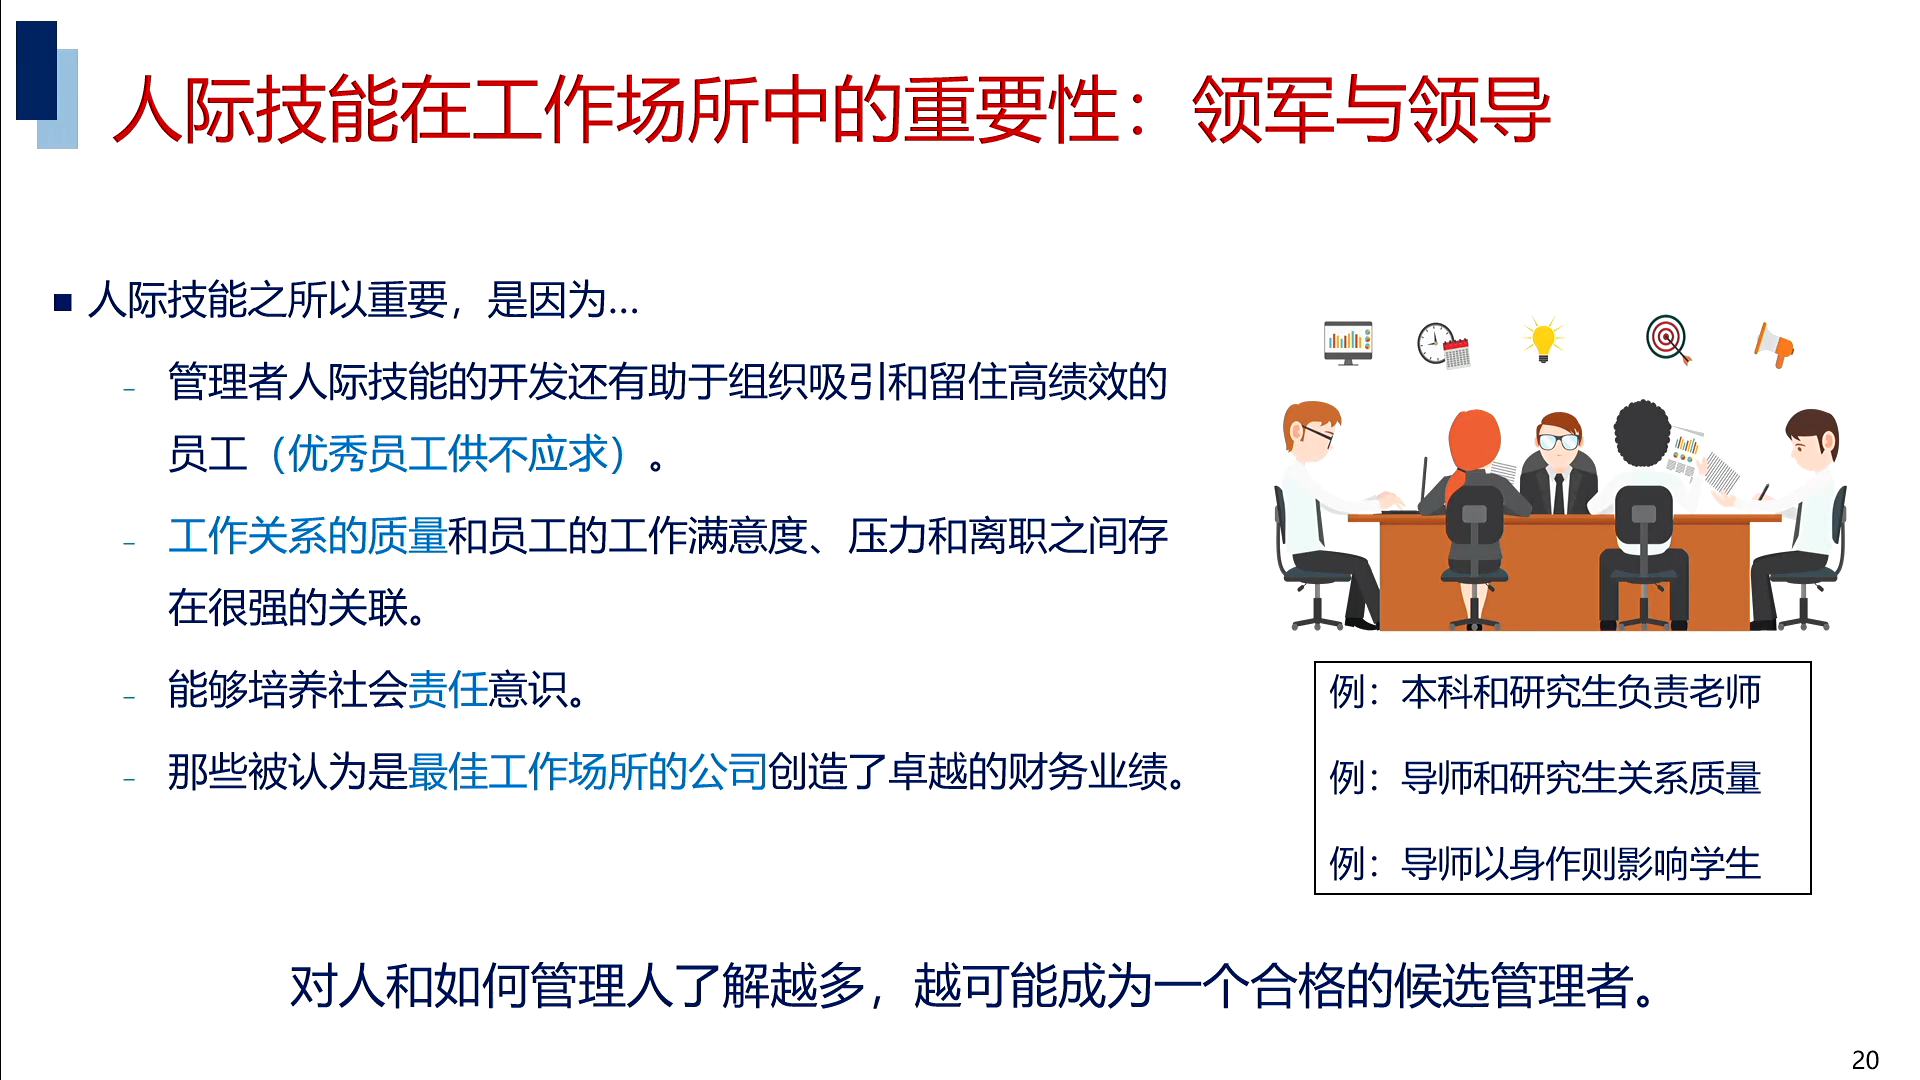 人际技能在工作场所中的重要性：领军与领导
人际技能之所以重要，是因为...
- 管理者人际技能的开发还有助于组织吸引和留住高绩效的
员工（优秀员工供不应求）。
- 工作关系的质量和员工的工作满意度、压力和离职之间存
在很强的关联。
- 能够培养社会责任意识。
- 那些被认为是最佳工作场所的公司创造了卓越的财务业绩。
例：本科和研究生负责老师
例：导师和研究生关系质量
例：导师以身作则影响学生
对人和如何管理人了解越多，越可能成为一个合格的候选管理者。
20